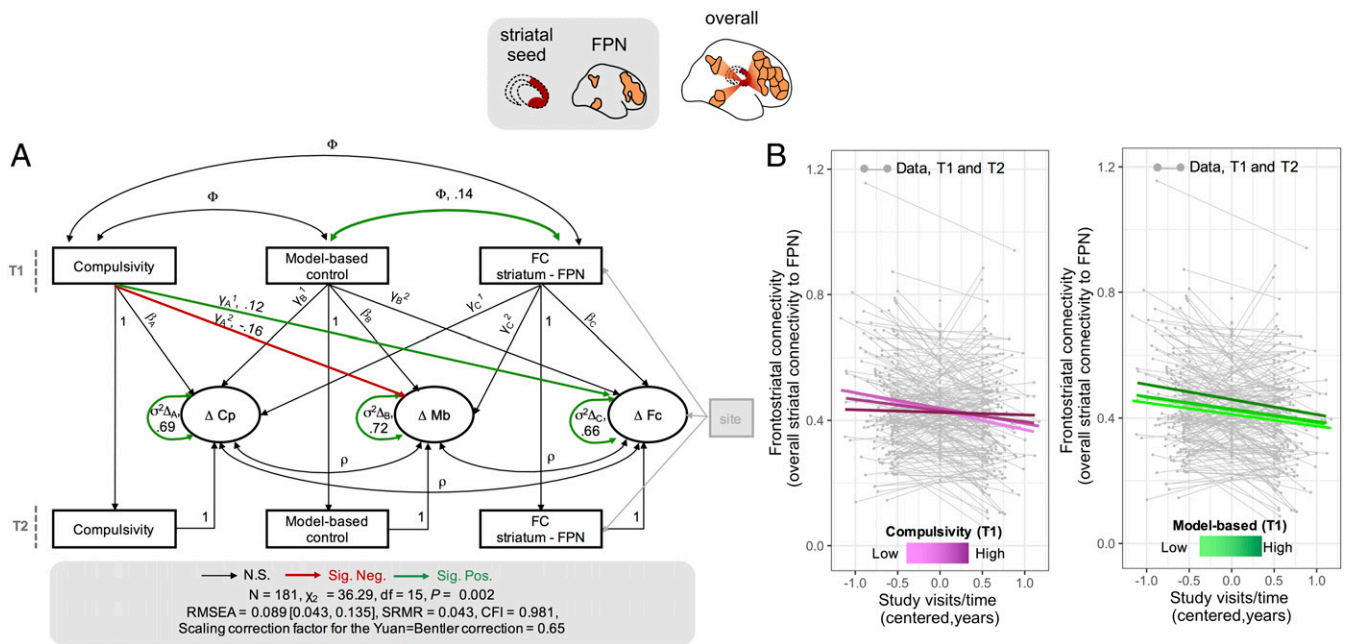 striatal
seed
FPN
overall
A
Φ
Φ
Φ, .14
T1
Compulsivity
Model-based
control
FC
striatum - FPN
1
βA
γA1, .12
γA2, -.16
γB1
1
βB
γB2
γC1
γC2
1
βC
σ2ΔA,
.69
Δ Cp
σ2ΔB,
.72
Δ Mb
σ2ΔC,
.66
Δ Fc
site
ρ
ρ
ρ
1
1
1
T2
Compulsivity
Model-based
control
FC
striatum - FPN
N.S. Sig. Neg. Sig. Pos.
N = 181, χ2 = 36.29, df = 15, P = 0.002
RMSEA = 0.089 [0.043, 0.135], SRMR = 0.043, CFI = 0.981,
Scaling correction factor for the Yuan=Bentler correction = 0.65
B
Frontostriatal connectivity
(overall striatal connectivity to FPN)
1.2
0.8
0.4
0.0
Data, T1 and T2
Compulsivity (T1)
Low High
-1.0 -0.5 0.0 0.5 1.0
Study visits/time
(centered,years)
Frontostriatal connectivity
(overall striatal connectivity to FPN)
1.2
0.8
0.4
0.0
Data, T1 and T2
Model-based (T1)
Low High
-1.0 -0.5 0.0 0.5 1.0
Study visits/time
(centered,years)